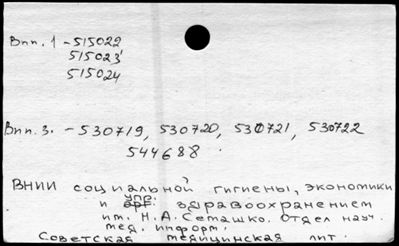 Вып. 1 - 515022
515023
515024
Вып. 3. - 530719, 530720, 530721, 530722
544688.
ВНИИ социальной гигиены, экономики
и упр. здравоохранением
им. Н.А. Семашко. Отдел науч.
мед. информ.
Советская медицинская лит.